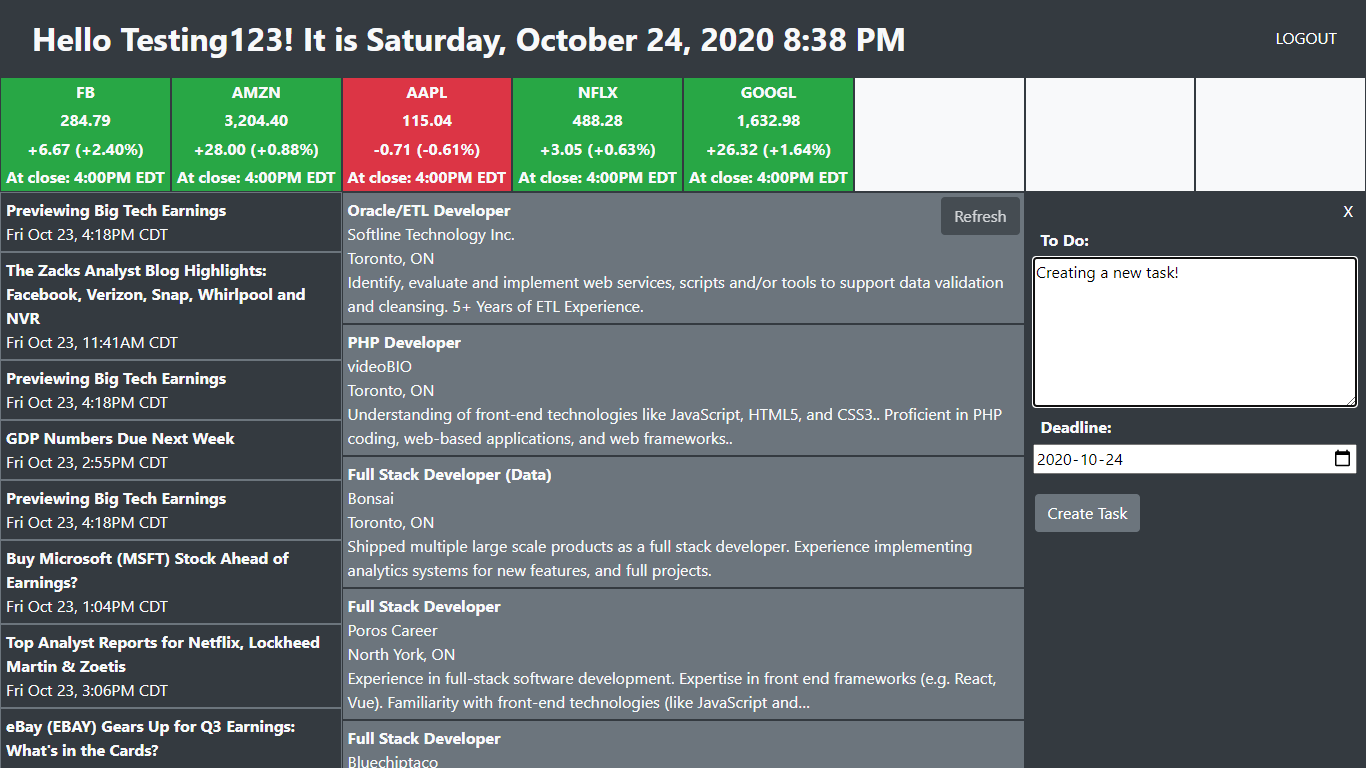 Hello Testing123! It is Saturday, October 24, 2020 8:38 PM
LOGOUT
FB
284.79
+6.67 (+2.40%)
At close: 4:00PM EDT
AMZN
3,204.40
+28.00 (+0.88%)
At close: 4:00PM EDT
AAPL
115.04
-0.71 (-0.61%)
At close: 4:00PM EDT
NFLX
488.28
+3.05 (+0.63%)
At close: 4:00PM EDT
GOOGL
1,632.98
+26.32 (+1.64%)
At close: 4:00PM EDT
Previewing Big Tech Earnings
Fri Oct 23, 4:18PM CDT
The Zacks Analyst Blog Highlights:
Facebook, Verizon, Snap, Whirlpool and
NVR
Fri Oct 23, 11:41AM CDT
Previewing Big Tech Earnings
Fri Oct 23, 4:18PM CDT
GDP Numbers Due Next Week
Fri Oct 23, 2:55PM CDT
Previewing Big Tech Earnings
Fri Oct 23, 4:18PM CDT
Buy Microsoft (MSFT) Stock Ahead of
Earnings?
Fri Oct 23, 1:04PM CDT
Top Analyst Reports for Netflix, Lockheed
Martin & Zoetis
Fri Oct 23, 3:06PM CDT
eBay (EBAY) Gears Up for Q3 Earnings:
What's in the Cards?
Oracle/ETL Developer
Refresh
Softline Technology Inc.
Toronto, ON
Identify, evaluate and implement web services, scripts and/or tools to support data validation
and cleansing. 5+ Years of ETL Experience.
PHP Developer
videoBIO
Toronto, ON
Understanding of front-end technologies like JavaScript, HTML5, and CSS3.. Proficient in PHP
coding, web-based applications, and web frameworks..
Full Stack Developer (Data)
Bonsai
Toronto, ON
Shipped multiple large scale products as a full stack developer. Experience implementing
analytics systems for new features, and full projects.
Full Stack Developer
Poros Career
North York, ON
Experience in full-stack software development. Expertise in front end frameworks (e.g. React,
Vue). Familiarity with front-end technologies (like JavaScript and...
Full Stack Developer
Bluechiptaco
X
To Do:
Creating a new task!
Deadline:
2020-10-24
Create Task